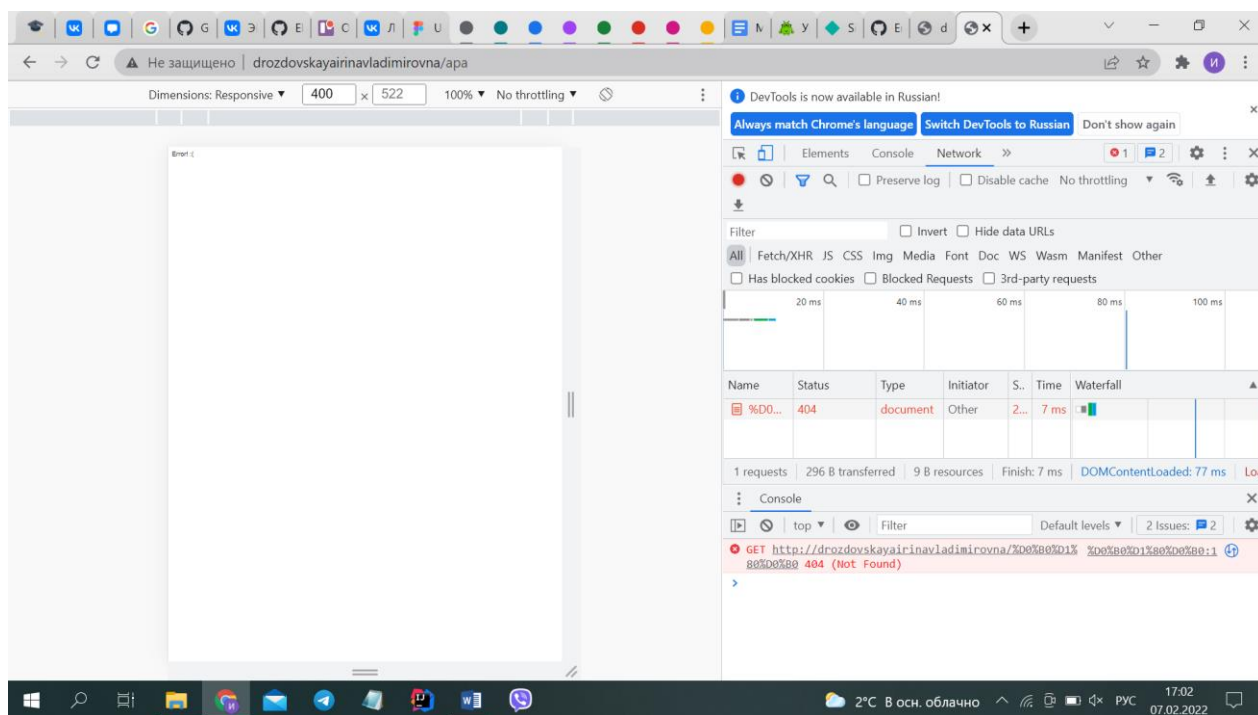 G G Э E С Л U M У S E d
Не защищено drozdovskayairinavladimirovna/ара И
Dimensions: Responsive ▼ 400 × 522 100% ▼ No throttling ▼
Error! :(
DevTools is now available in Russian!
Always match Chrome's language Switch DevTools to Russian Don't show again
Elements Console Network » 1 2
Preserve log Disable cache No throttling ▼
Filter Invert Hide data URLs
All Fetch/XHR JS CSS Img Media Font Doc WS Wasm Manifest Other
Has blocked cookies Blocked Requests 3rd-party requests
20 ms 40 ms 60 ms 80 ms 100 ms
Name Status Type Initiator S.. Time Waterfall
%D0... 404 document Other 2... 7 ms
1 requests 296 B transferred 9 B resources Finish: 7 ms DOMContentLoaded: 77 ms Lo
Console
top ▼ Filter Default levels ▼ 2 Issues: 2
GET http://drozdovskayairinavladimirovna/%D0%B0%D1% %D0%B0%D1%80%D0%B0:1
80%D0%B0 404 (Not Found)
2°C В осн. облачно РУС 17:02
07.02.2022